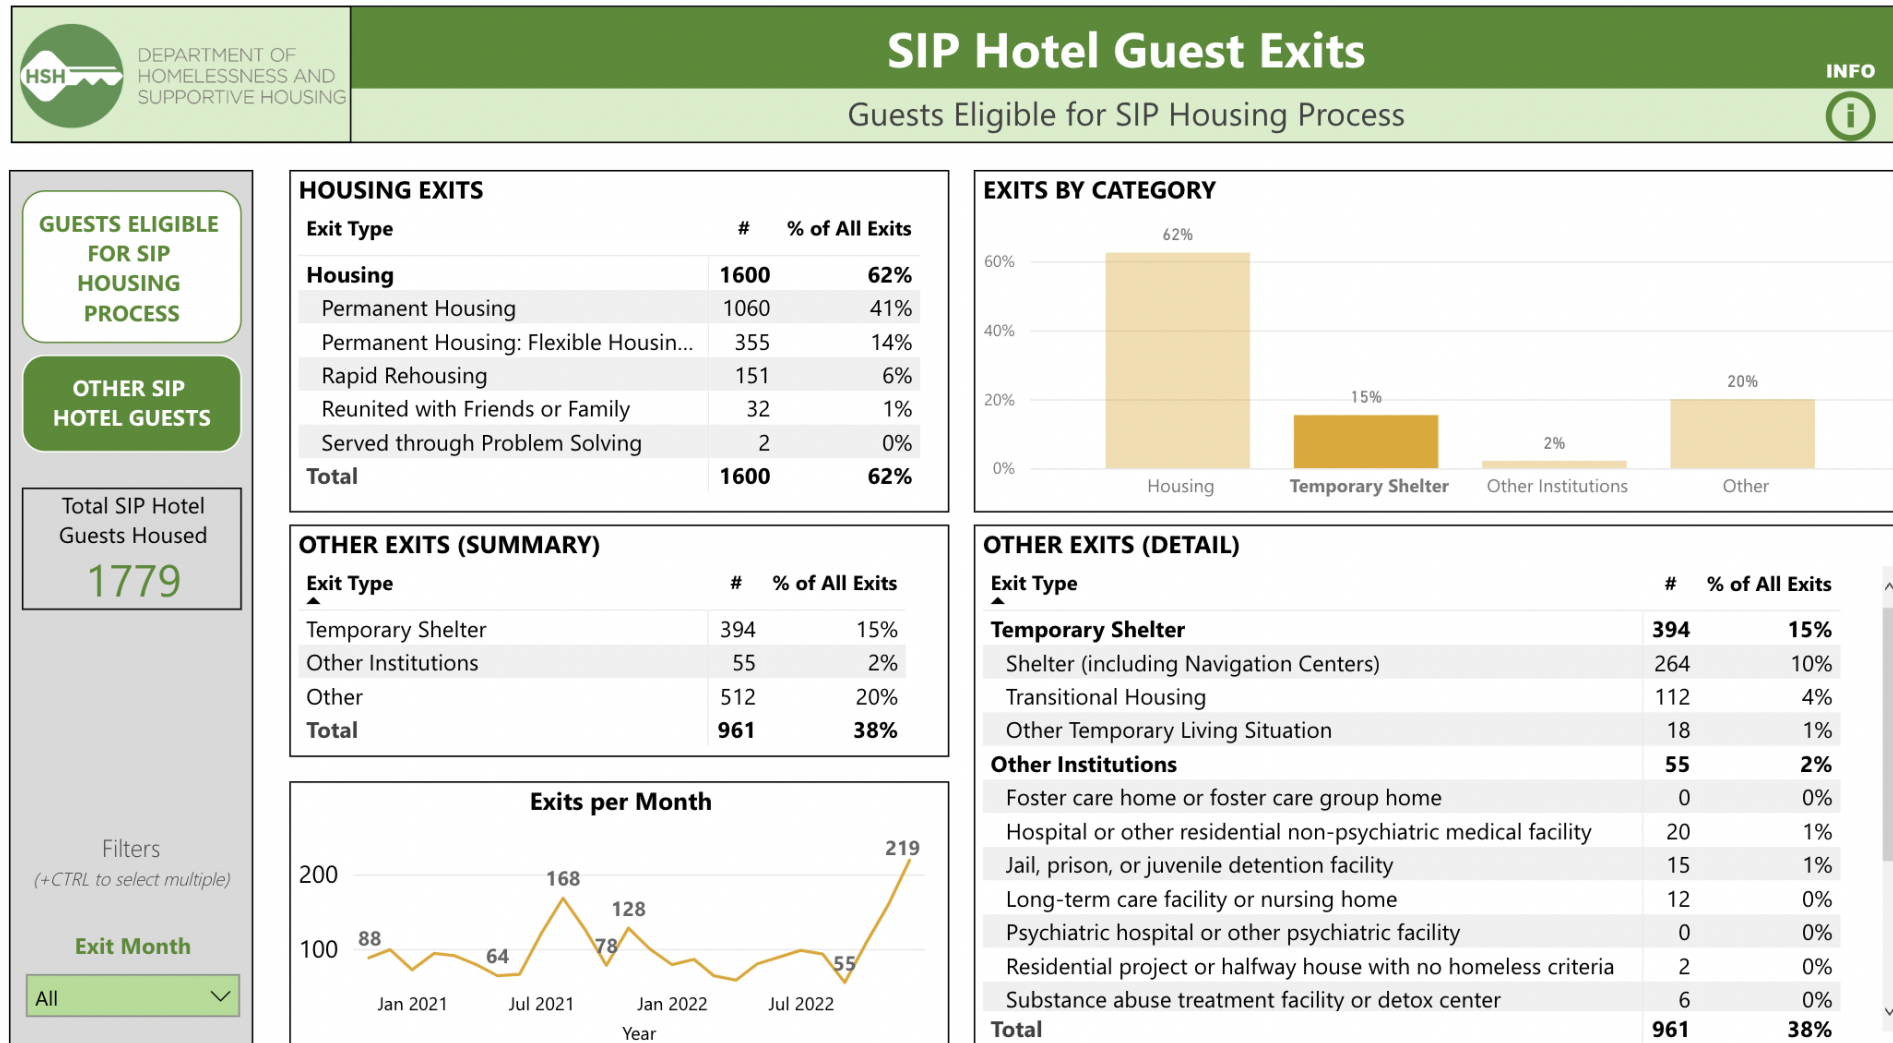 HSH
DEPARTMENT OF
HOMELESSNESS AND
SUPPORTIVE HOUSING
SIP Hotel Guest Exits
INFO
i
Guests Eligible for SIP Housing Process
GUESTS ELIGIBLE
FOR SIP
HOUSING
PROCESS
OTHER SIP
HOTEL GUESTS
Total SIP Hotel
Guests Housed
1779
Filters
(+CTRL to select multiple)
Exit Month
All
HOUSING EXITS
Exit Type # % of All Exits
Housing 1600 62%
Permanent Housing 1060 41%
Permanent Housing: Flexible Housin... 355 14%
Rapid Rehousing 151 6%
Reunited with Friends or Family 32 1%
Served through Problem Solving 2 0%
Total 1600 62%
EXITS BY CATEGORY
62%
60%
40%
20%
0%
15%
2%
20%
Housing Temporary Shelter Other Institutions Other
OTHER EXITS (SUMMARY)
Exit Type # % of All Exits
Temporary Shelter 394 15%
Other Institutions 55 2%
Other 512 20%
Total 961 38%
OTHER EXITS (DETAIL)
Exit Type # % of All Exits
Temporary Shelter 394 15%
Shelter (including Navigation Centers) 264 10%
Transitional Housing 112 4%
Other Temporary Living Situation 18 1%
Other Institutions 55 2%
Foster care home or foster care group home 0 0%
Hospital or other residential non-psychiatric medical facility 20 1%
Jail, prison, or juvenile detention facility 15 1%
Long-term care facility or nursing home 12 0%
Psychiatric hospital or other psychiatric facility 0 0%
Residential project or halfway house with no homeless criteria 2 0%
Substance abuse treatment facility or detox center 6 0%
Total 961 38%
Exits per Month
200
100
88
64
168
78
128
55
219
Jan 2021 Jul 2021 Jan 2022 Jul 2022
Year